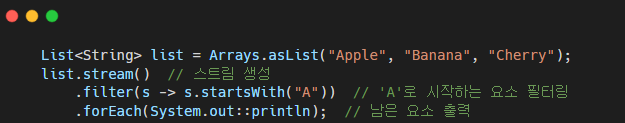 List<String> list = Arrays.asList("Apple", "Banana", "Cherry");
list.stream()  // 스트림 생성
    .filter(s -> s.startsWith("A"))  // 'A'로 시작하는 요소 필터링
    .forEach(System.out::println);  // 남은 요소 출력